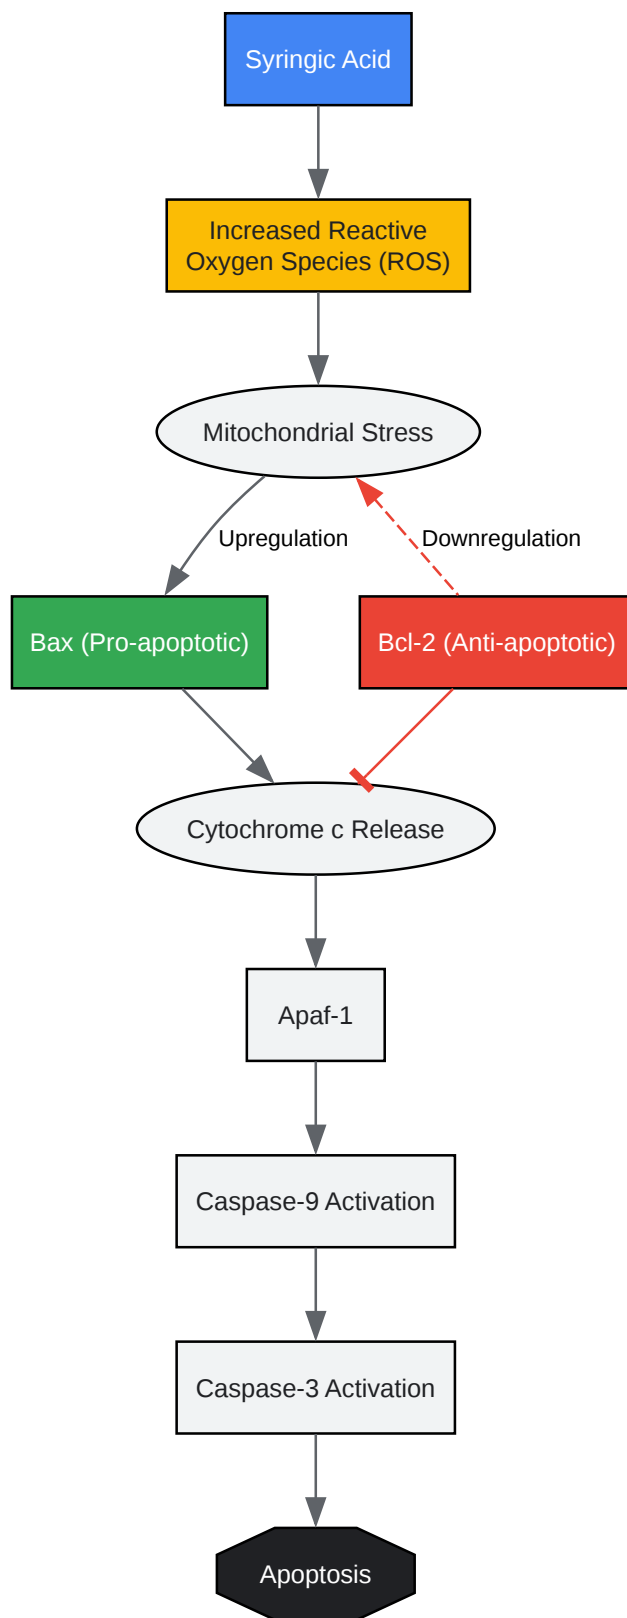 Syringic Acid
Increased Reactive
Oxygen Species (ROS)
Mitochondrial Stress
Upregulation
Downregulation
Bax (Pro-apoptotic)
Bcl-2 (Anti-apoptotic)
Cytochrome c Release
Apaf-1
Caspase-9 Activation
Caspase-3 Activation
Apoptosis